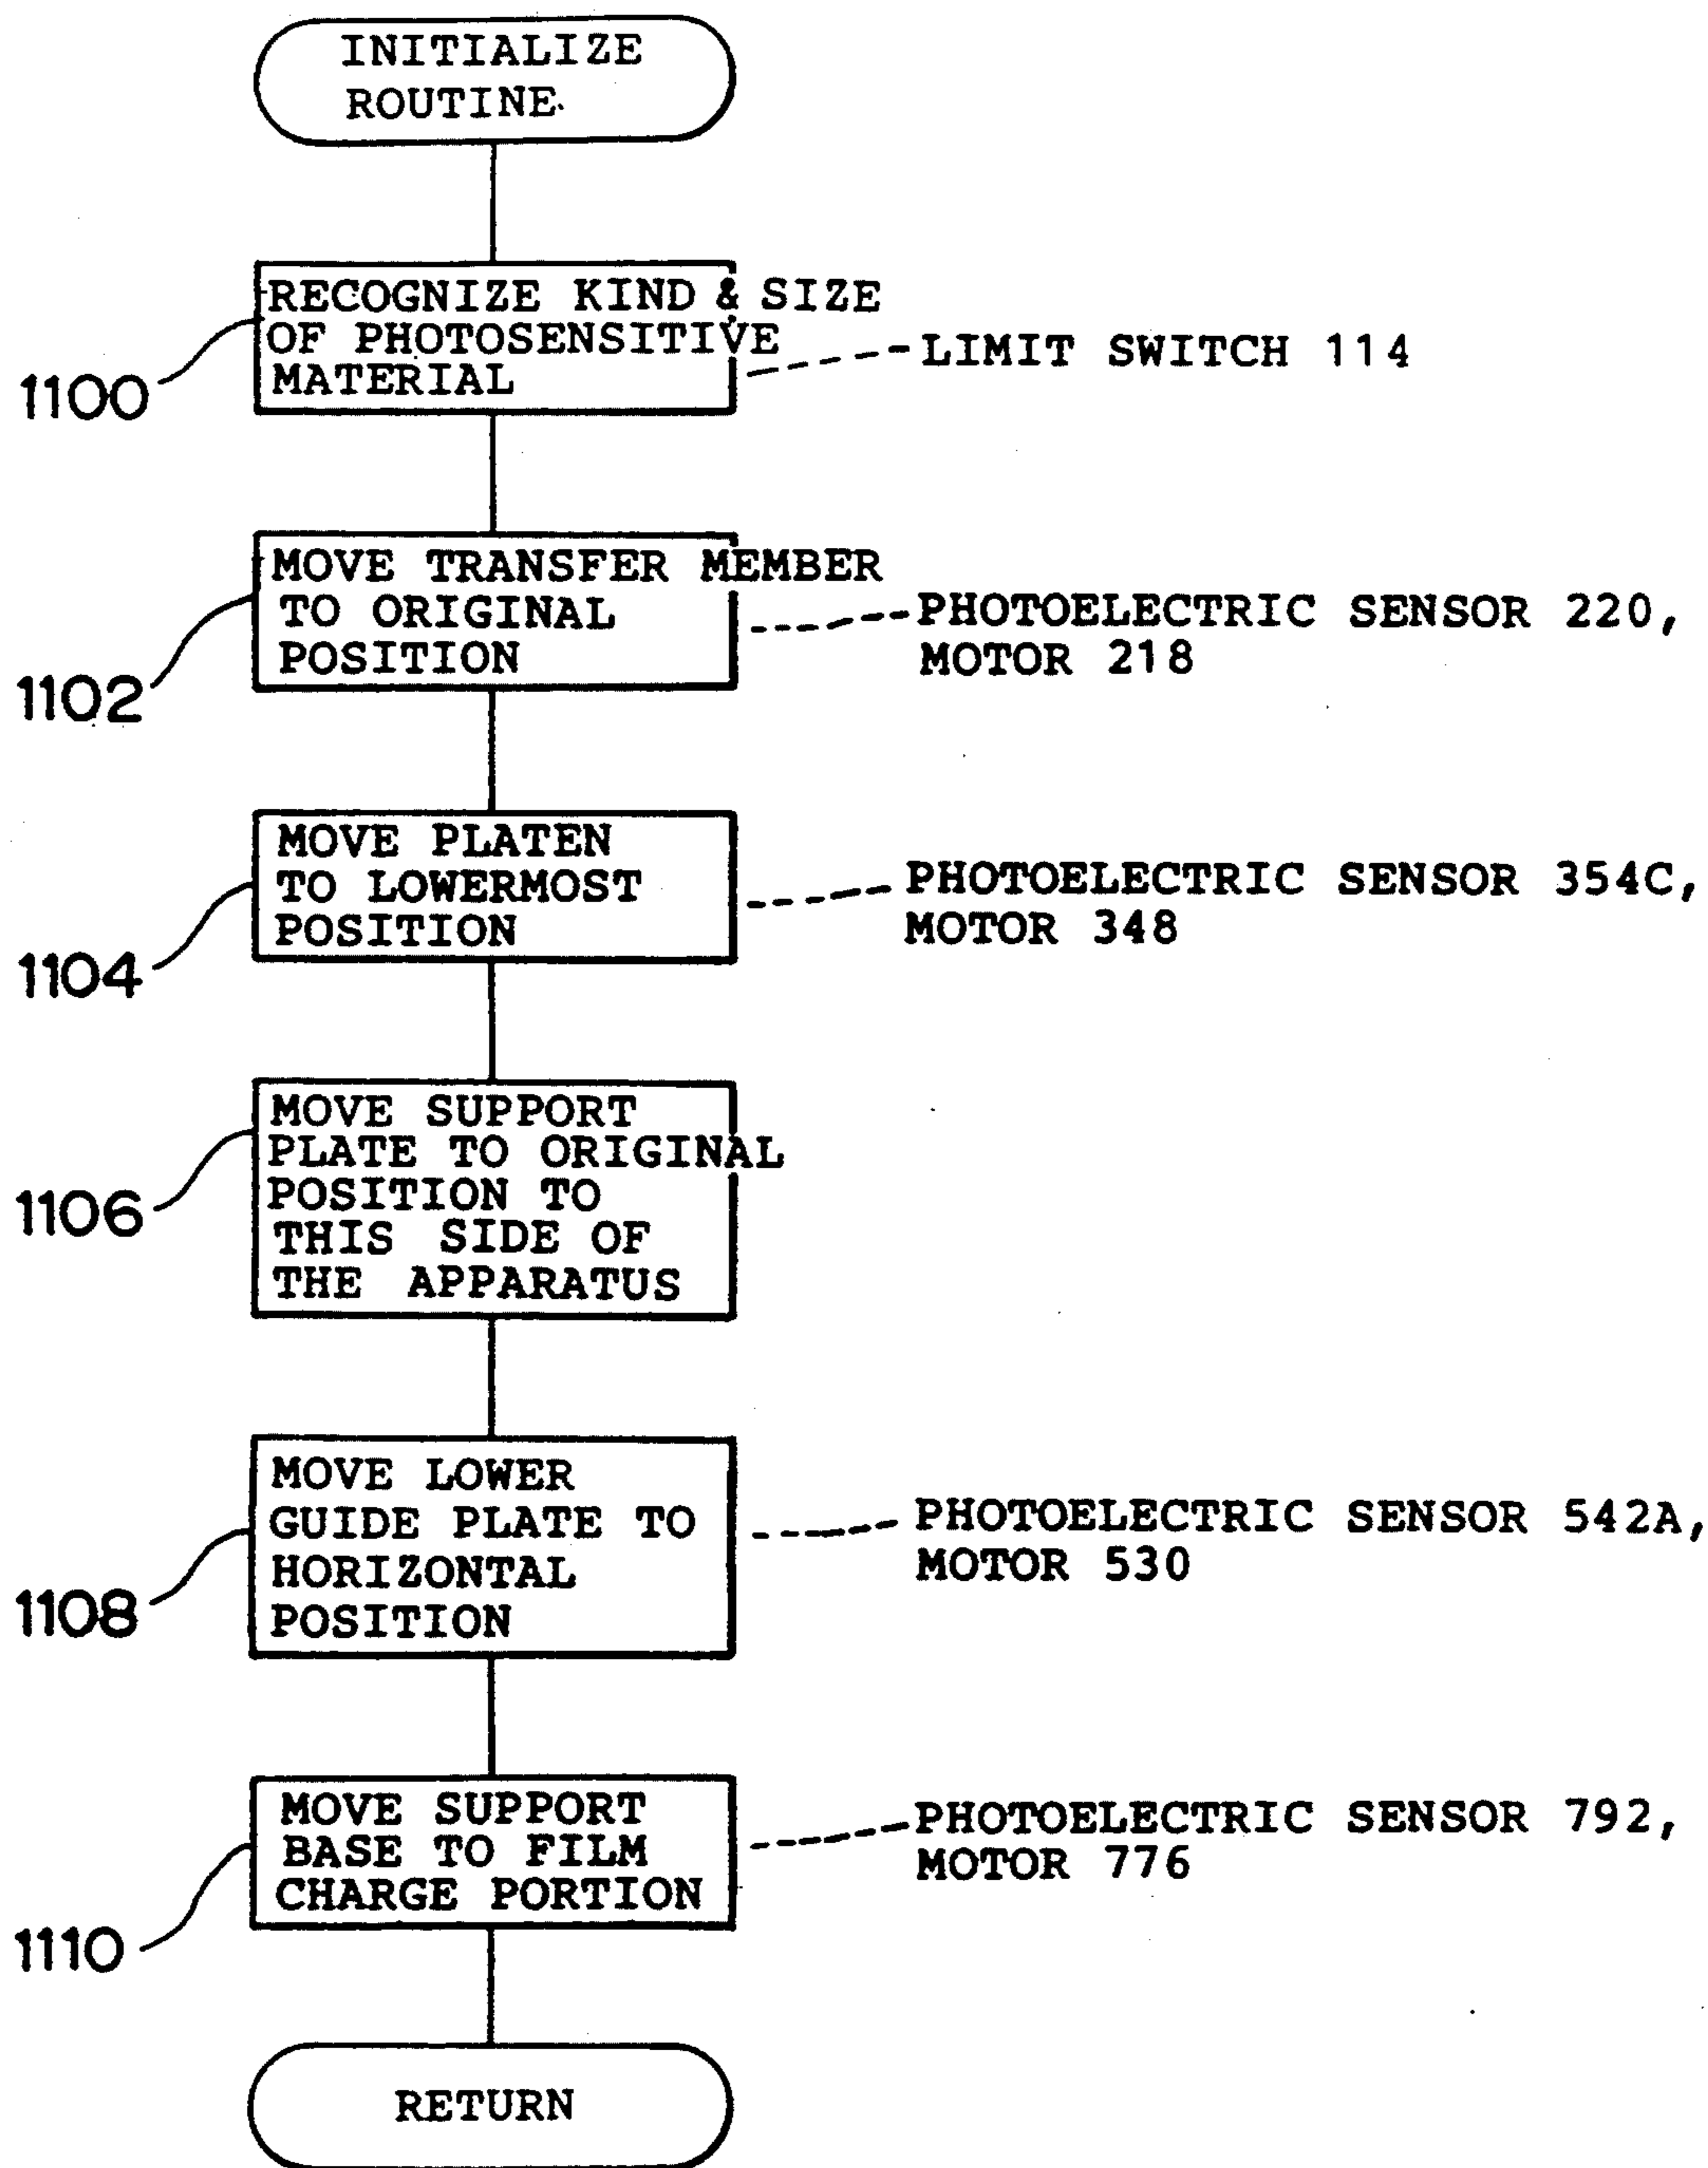 INITIALIZE
ROUTINE
RECOGNIZE KIND & SIZE
OF PHOTOSENSITIVE
MATERIAL
LIMIT SWITCH 114
1100
MOVE TRANSFER MEMBER
TO ORIGINAL
POSITION
PHOTOELECTRIC SENSOR 220,
MOTOR 218
1102
MOVE PLATEN
TO LOWERMOST
POSITION
PHOTOELECTRIC SENSOR 354C,
MOTOR 348
1104
MOVE SUPPORT
PLATE TO ORIGINAL
POSITION TO
THIS SIDE OF
THE APPARATUS
1106
MOVE LOWER
GUIDE PLATE TO
HORIZONTAL
POSITION
PHOTOELECTRIC SENSOR 542A,
MOTOR 530
1108
MOVE SUPPORT
BASE TO FILM
CHARGE PORTION
PHOTOELECTRIC SENSOR 792,
MOTOR 776
1110
RETURN